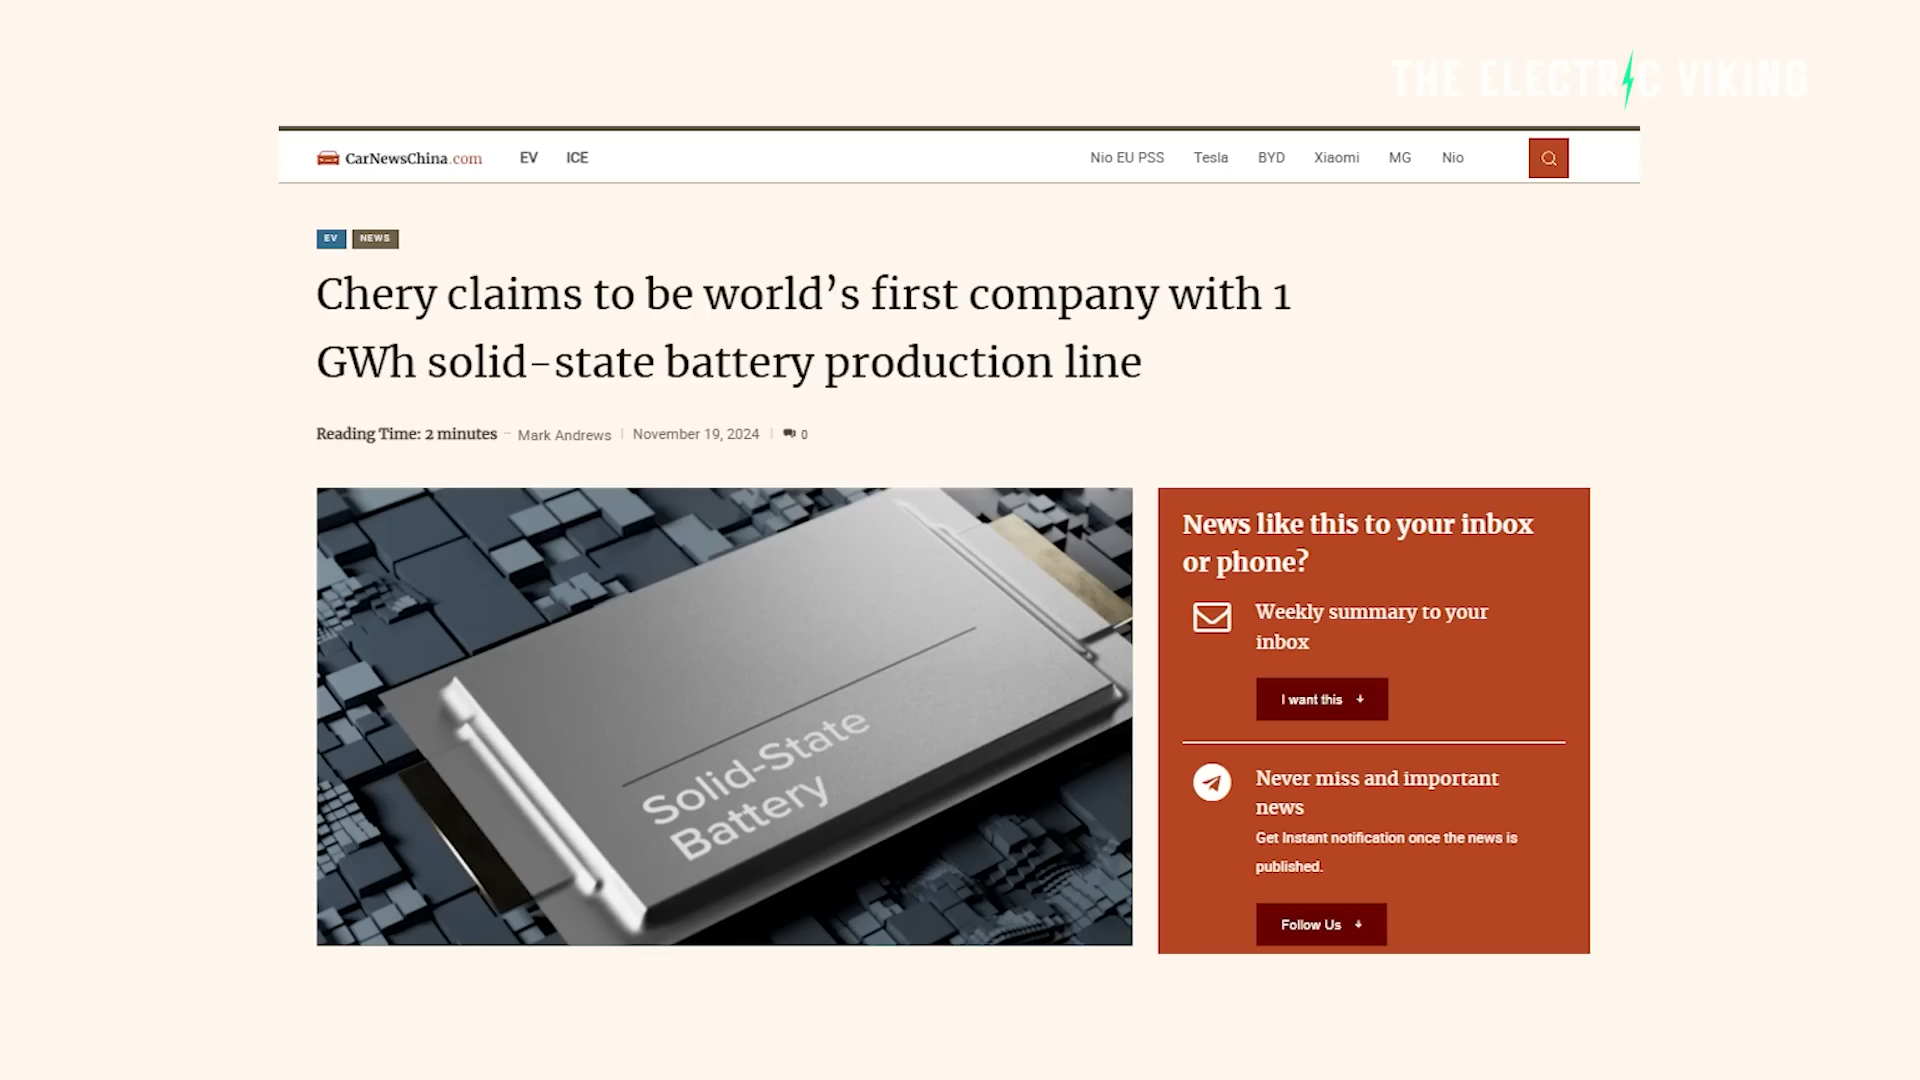 THE ELECTRIC VIKING
CarNewsChina.com
EV
ICE
Nio EU PSS
Tesla
BYD
Xiaomi
MG
Nio
EV
NEWS
Chery claims to be world’s first company with 1
GWh solid-state battery production line
Reading Time: 2 minutes – Mark Andrews | November 19, 2024 | 0
Solid-State
Battery
News like this to your inbox
or phone?
Weekly summary to your
inbox
I want this
Never miss and important
news
Get Instant notification once the news is
published.
Follow Us